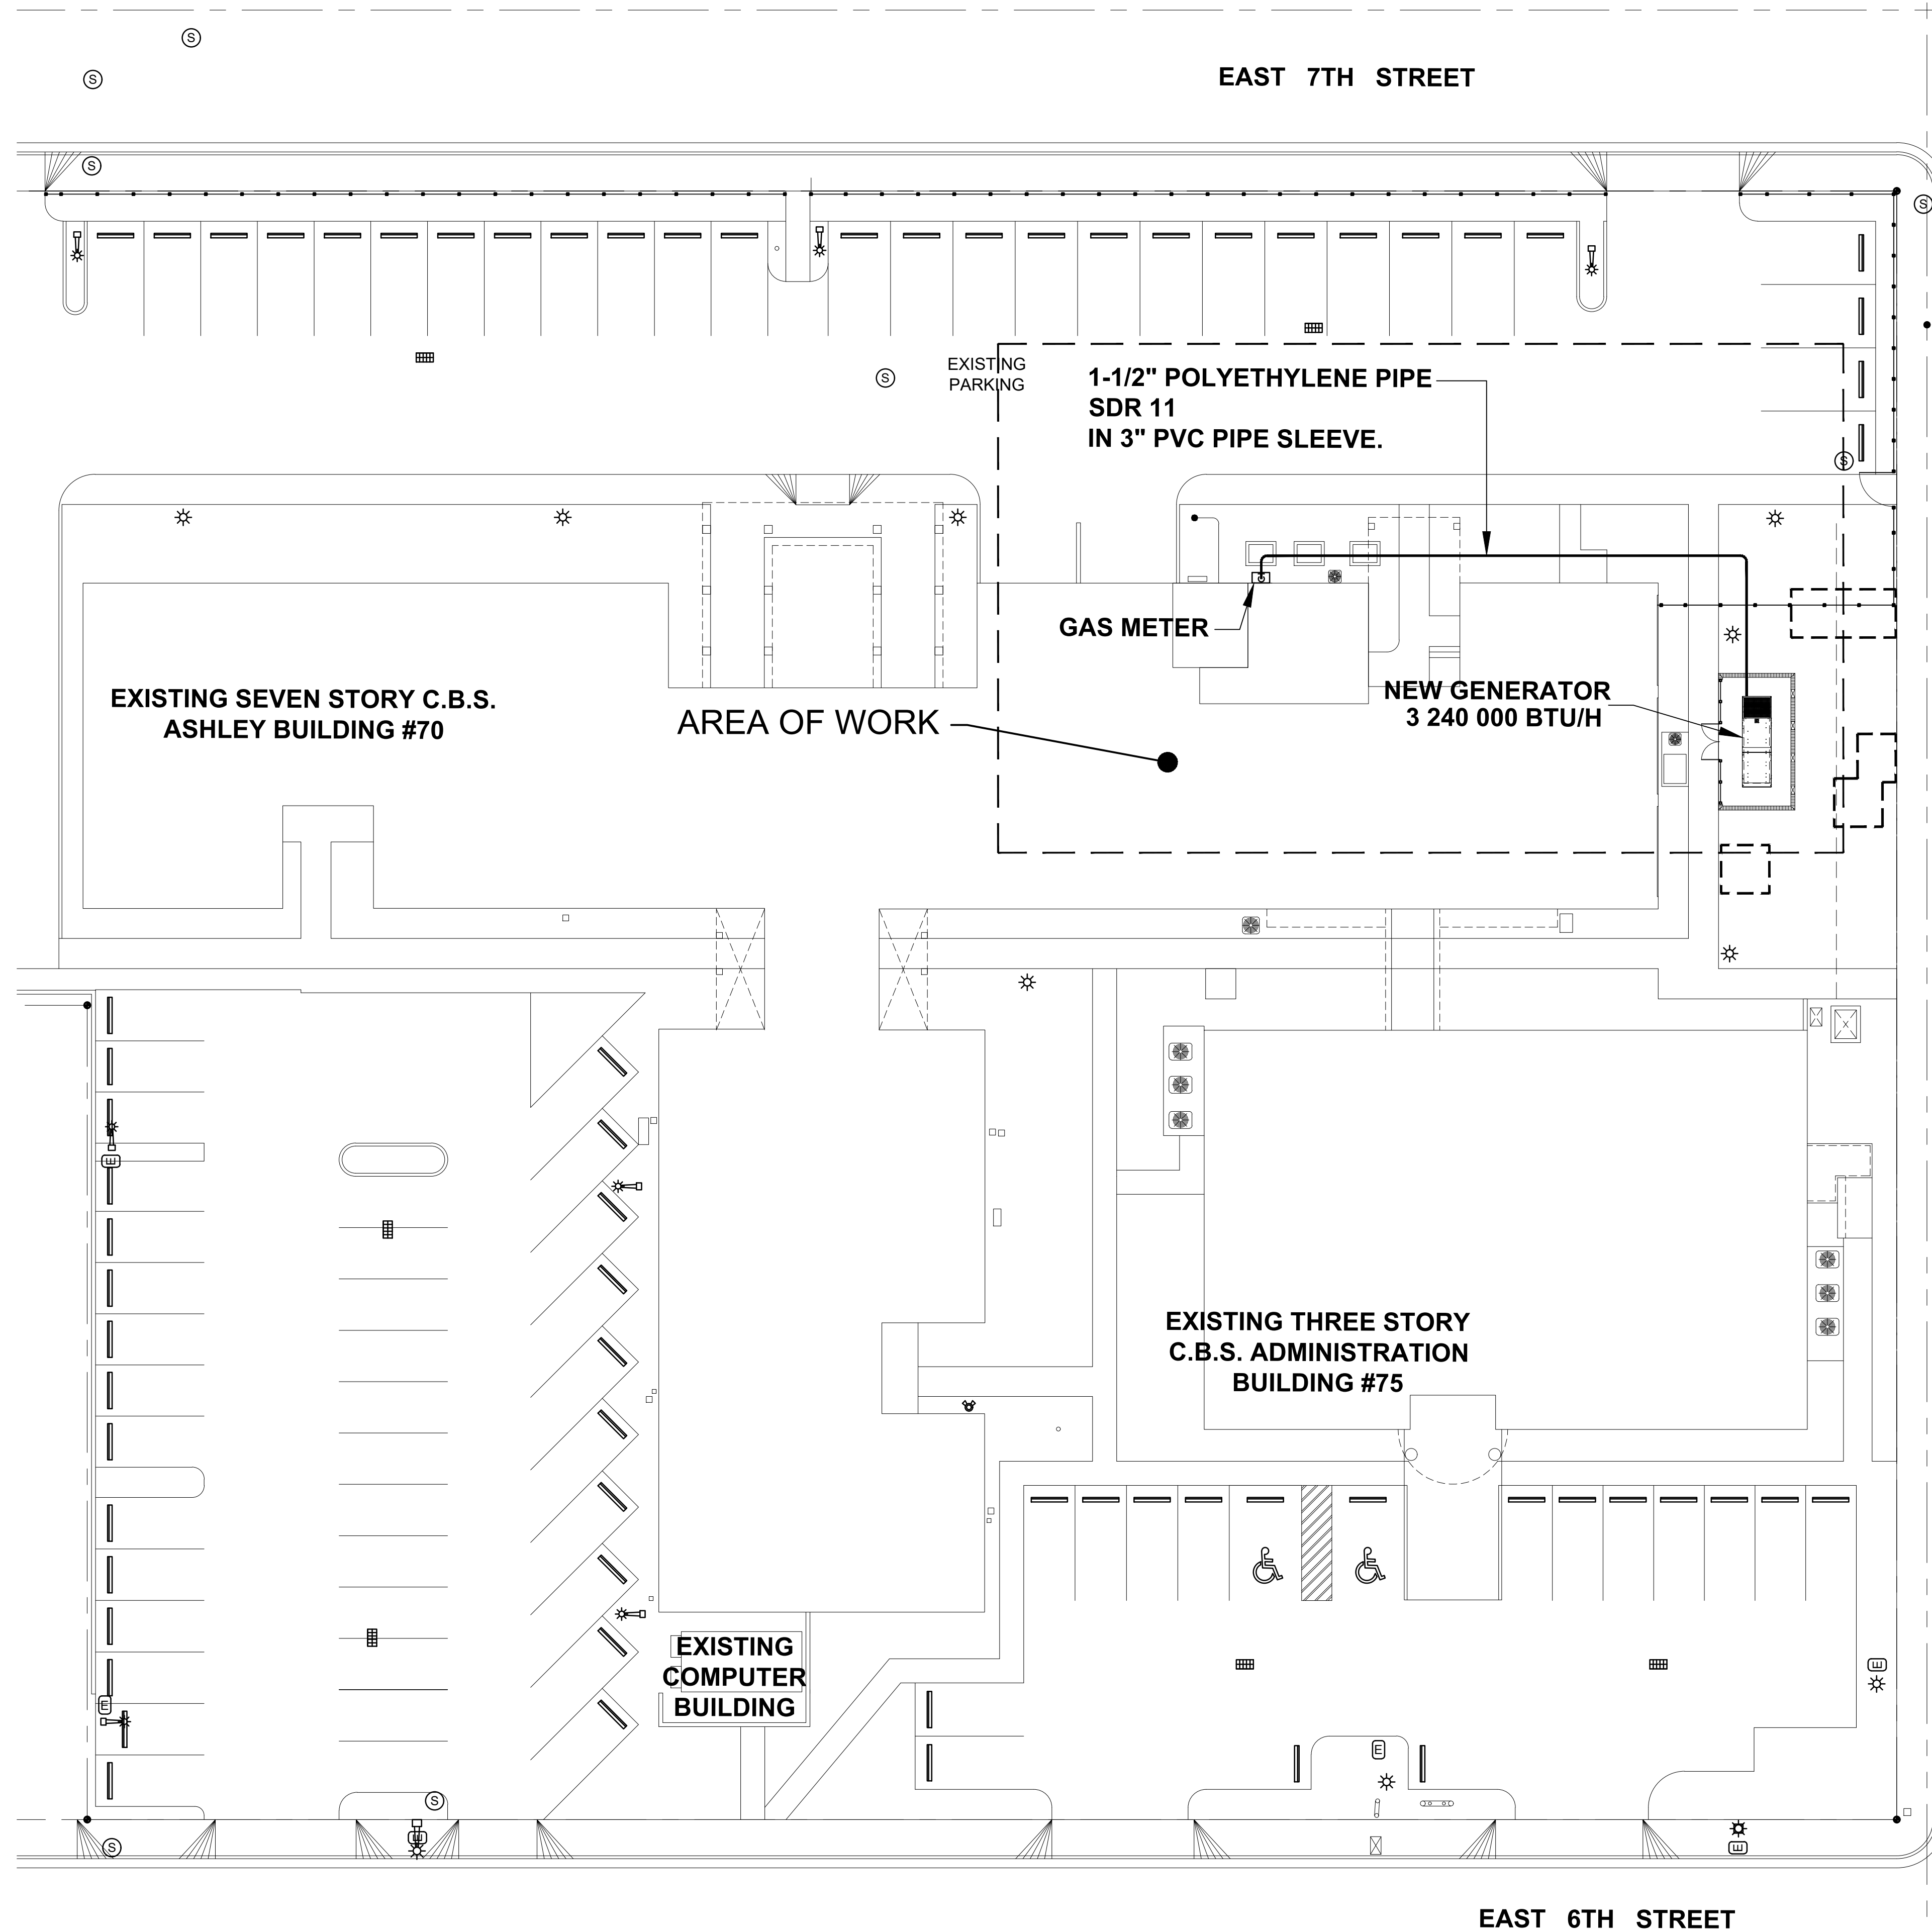 S
S
EAST 7TH STREET
S
S
EXISTING
PARKING
S
1-1/2" POLYETHYLENE PIPE
SDR 11
IN 3" PVC PIPE SLEEVE.
S
GAS METER
NEW GENERATOR
3 240 000 BTU/H
EXISTING SEVEN STORY C.B.S.
ASHLEY BUILDING #70
AREA OF WORK
E
EXISTING THREE STORY
C.B.S. ADMINISTRATION
BUILDING #75
EXISTING
COMPUTER
BUILDING
E
E
E
S
S
E
E
EAST 6TH STREET